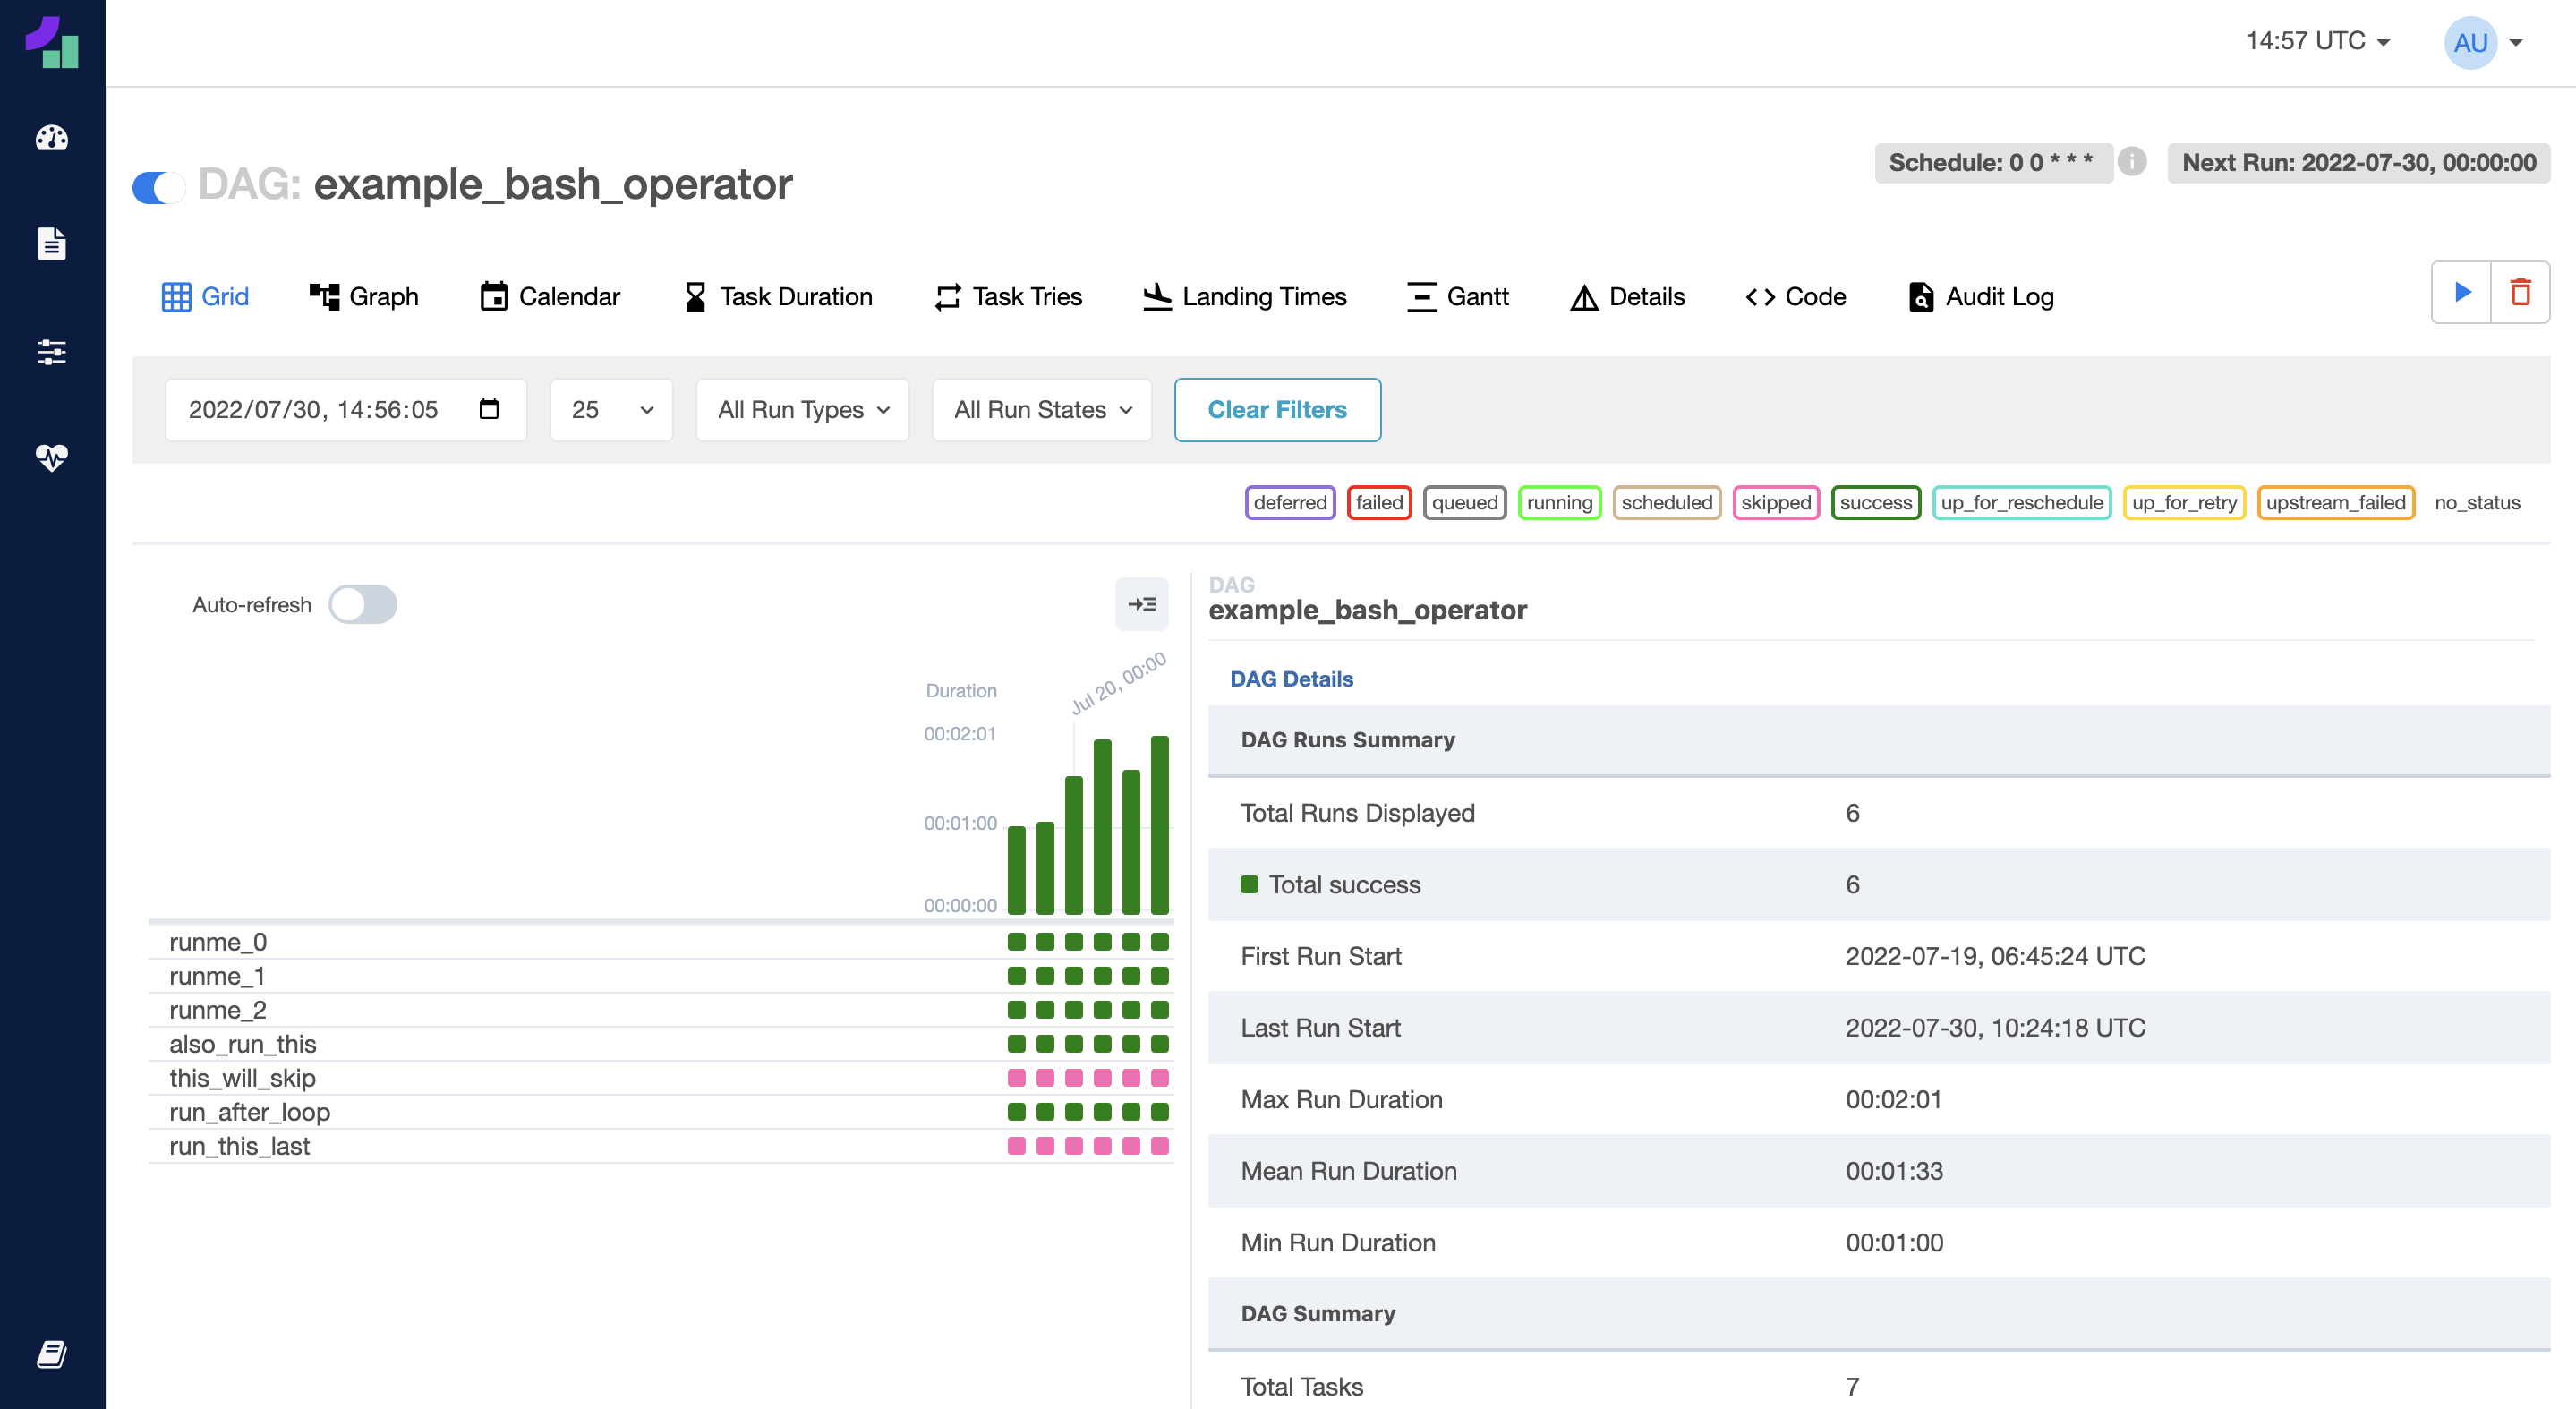 14:57 UTC
AU
DAG: example_bash_operator
Schedule: 0 0 * * *
i
Next Run: 2022-07-30, 00:00:00
Grid
Graph
Calendar
Task Duration
Task Tries
Landing Times
Gantt
Details
Code
Audit Log
2022/07/30, 14:56:05
25
All Run Types
All Run States
Clear Filters
deferred
failed
queued
running
scheduled
skipped
success
up_for_reschedule
up_for_retry
upstream_failed
no_status
Auto-refresh
Duration
Jul 20, 00:00
00:02:01
00:01:00
00:00:00
runme_0
runme_1
runme_2
also_run_this
this_will_skip
run_after_loop
run_this_last
DAG
example_bash_operator
DAG Details
DAG Runs Summary
Total Runs Displayed 6
Total success 6
First Run Start 2022-07-19, 06:45:24 UTC
Last Run Start 2022-07-30, 10:24:18 UTC
Max Run Duration 00:02:01
Mean Run Duration 00:01:33
Min Run Duration 00:01:00
DAG Summary
Total Tasks 7